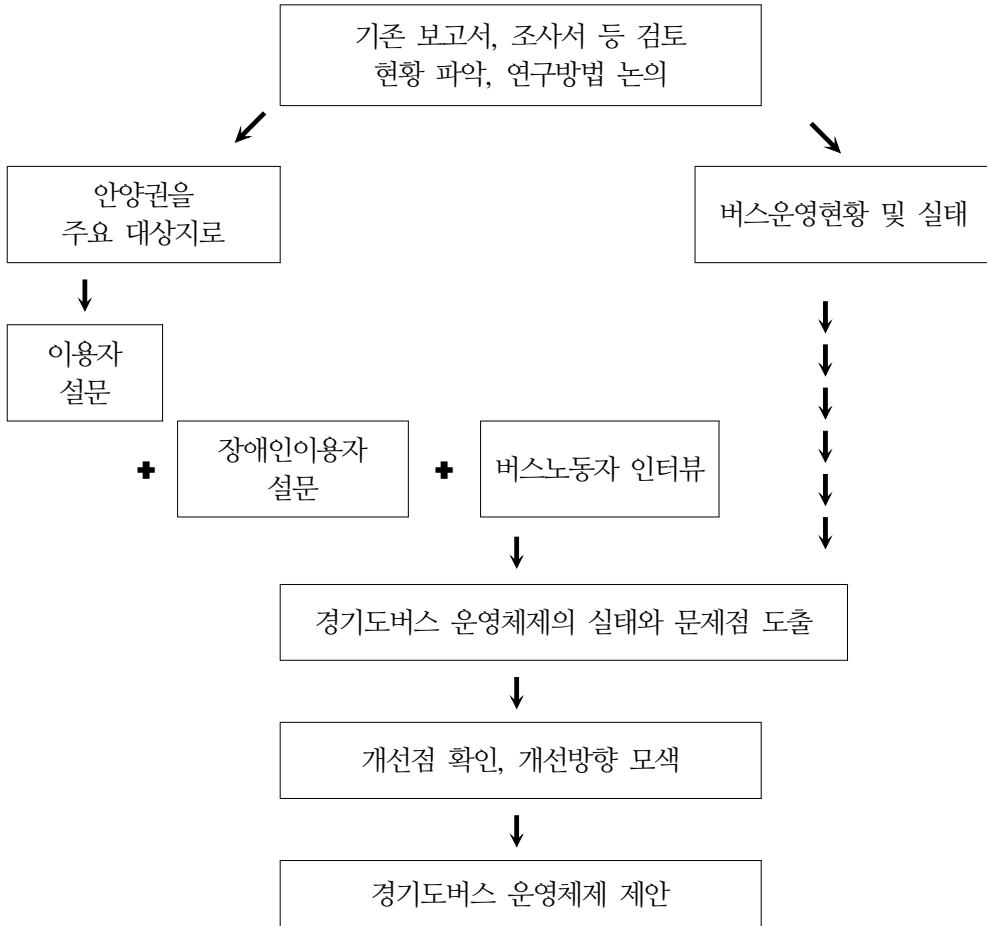 기존 보고서, 조사서 등 검토
현황 파악, 연구방법 논의
안양권을
주요 대상지로
버스운영현황 및 실태
이용자
설문
장애인이용자
설문
버스노동자 인터뷰
경기도버스 운영체제의 실태와 문제점 도출
개선점 확인, 개선방향 모색
경기도버스 운영체제 제안